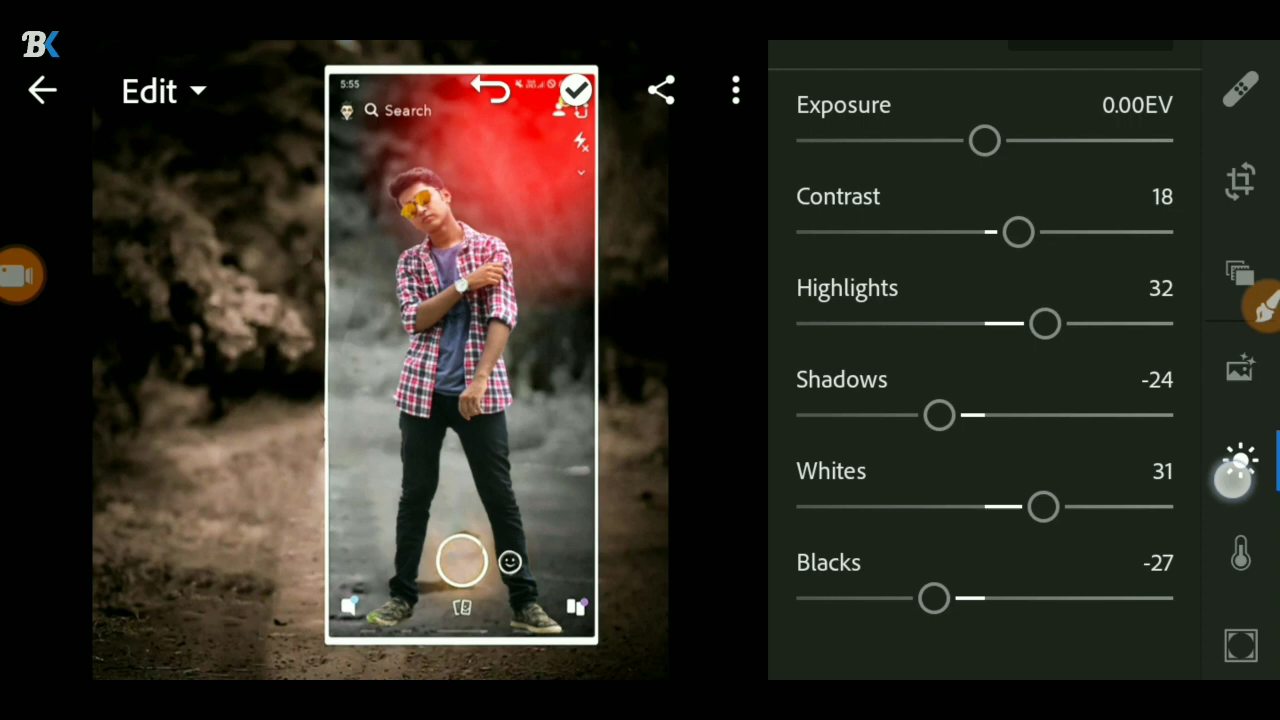 BK
Edit
5:55
Search
Exposure 0.00EV
Contrast 18
Highlights 32
Shadows -24
Whites 31
Blacks -27